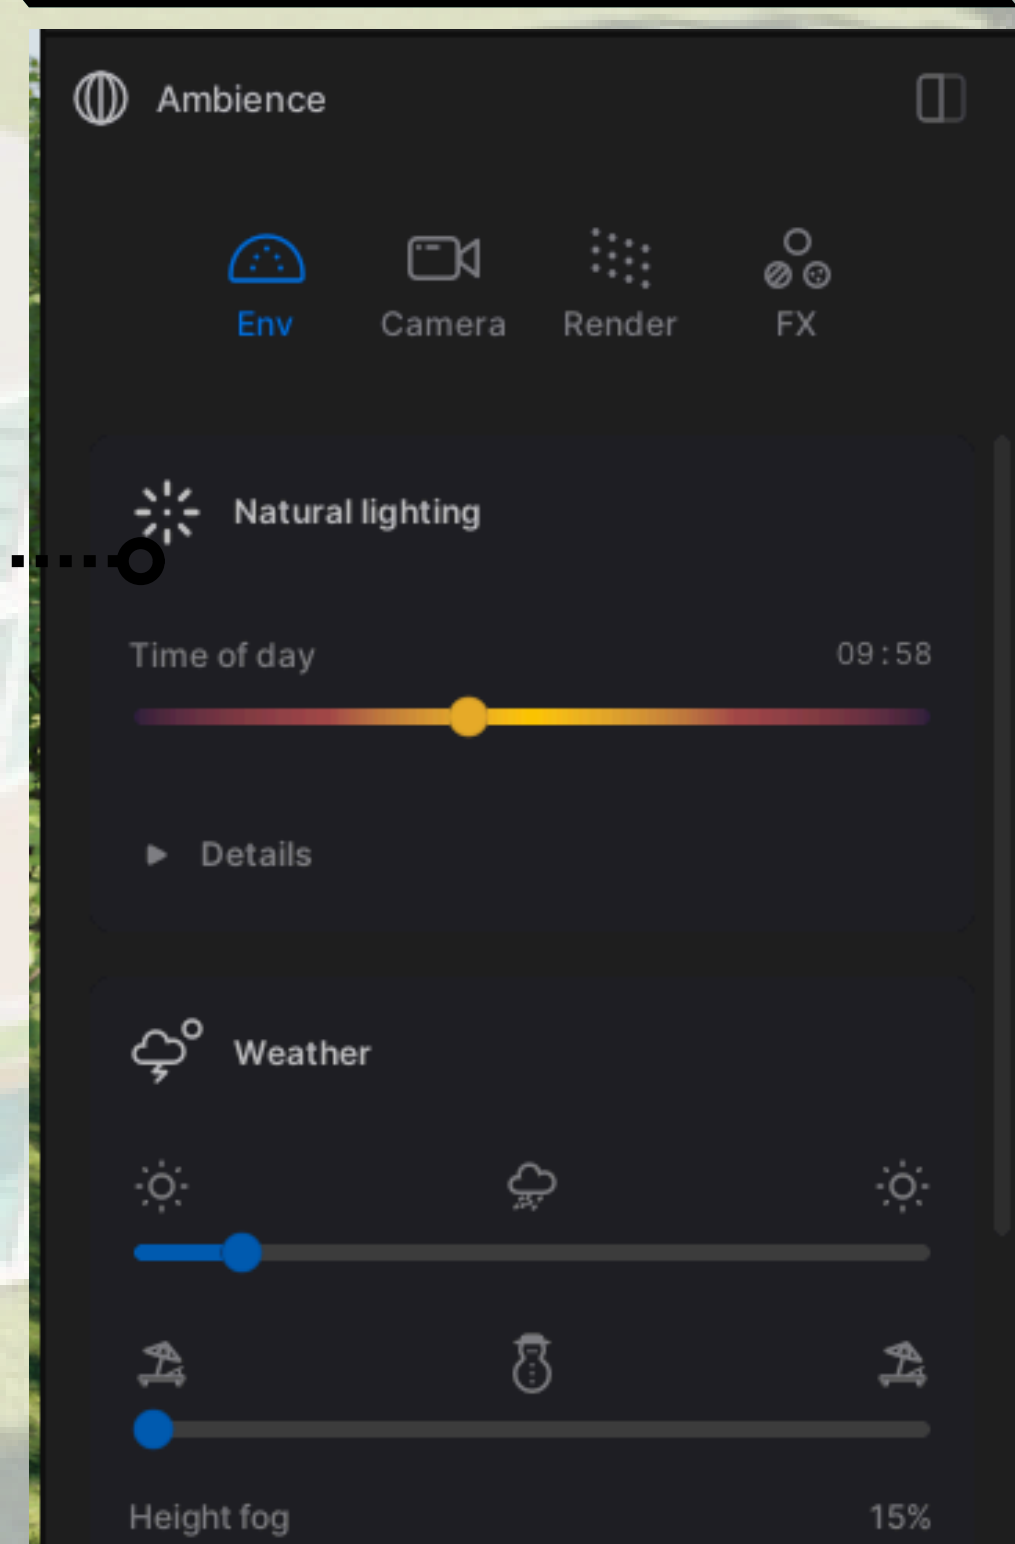 Ambience
Env Camera Render FX
Natural lighting
Time of day 09:58
Details
Weather
Height fog 15%